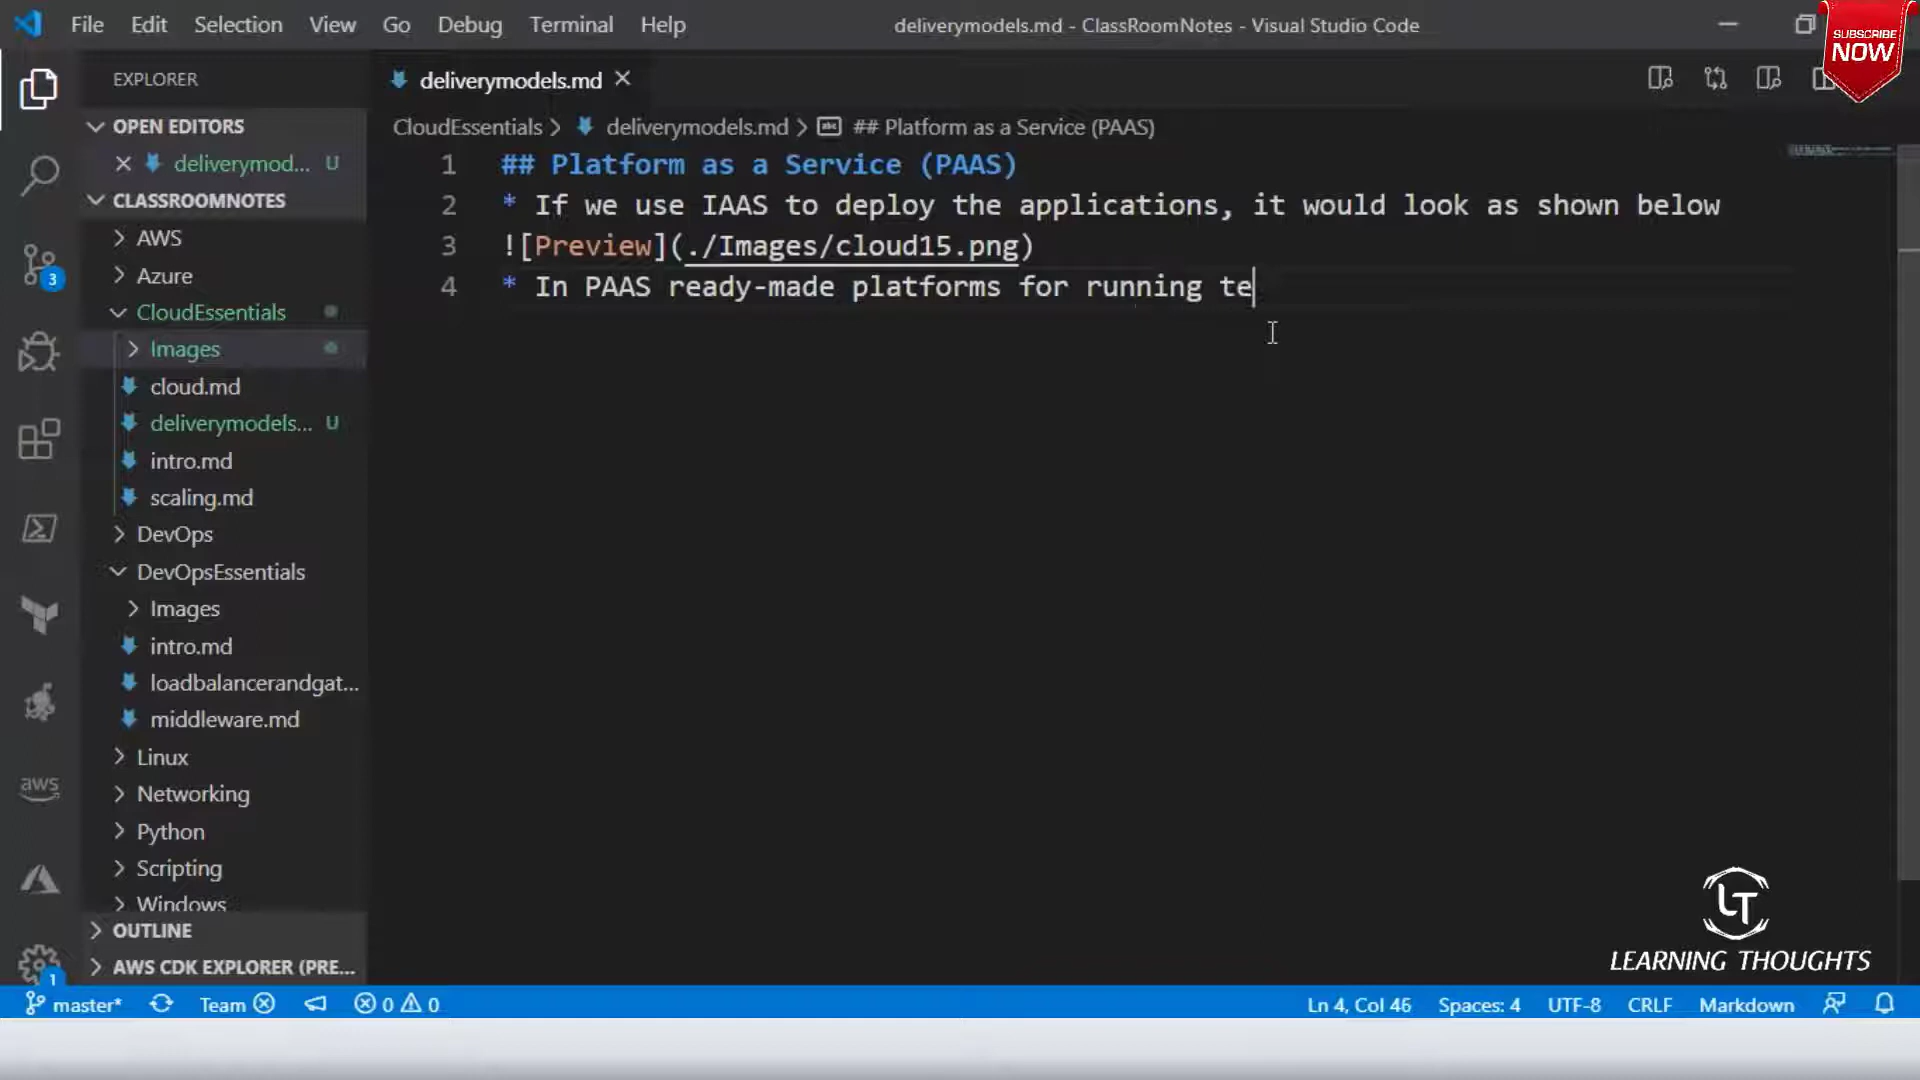 File Edit Selection View Go Debug Terminal Help
deliverymodels.md - ClassRoomNotes - Visual Studio Code
SUBSCRIBE
NOW
EXPLORER
deliverymodels.md
OPEN EDITORS
deliverymod... U
CLASSROOMNOTES
AWS
Azure
CloudEssentials
Images
cloud.md
deliverymodels... U
intro.md
scaling.md
DevOps
DevOpsEssentials
Images
intro.md
loadbalancerandgat...
middleware.md
Linux
Networking
Python
Scripting
Windows
OUTLINE
AWS CDK EXPLORER (PRE...
3
aws
1
CloudEssentials > deliverymodels.md > abc ## Platform as a Service (PAAS)
1 ## Platform as a Service (PAAS)
2 * If we use IAAS to deploy the applications, it would look as shown below
3 ![Preview](./Images/cloud15.png)
4 * In PAAS ready-made platforms for running te
LT
LEARNING THOUGHTS
master* Team 0 0
Ln 4, Col 46 Spaces: 4 UTF-8 CRLF Markdown